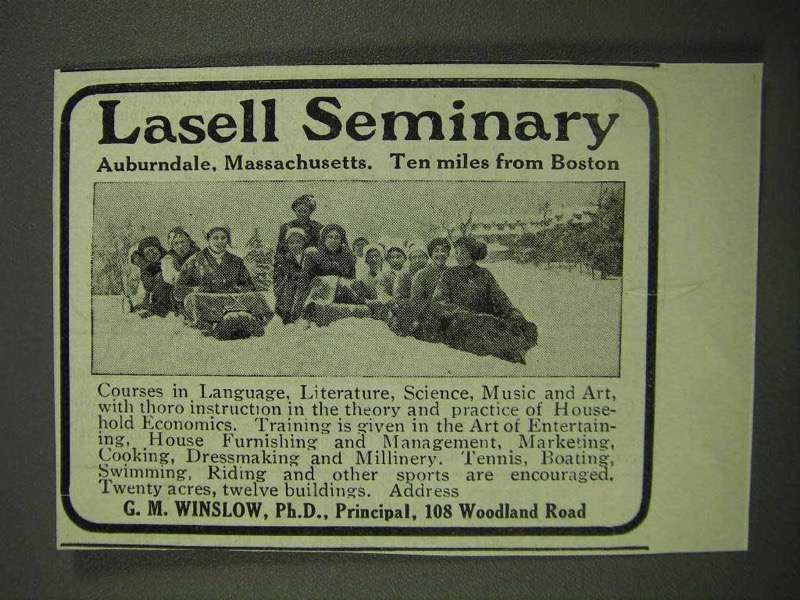 Lasell Seminary
Auburndale, Massachusetts. Ten miles from Boston
Courses in Language, Literature, Science, Music and Art,
with thoro instruction in the theory and practice of House-
hold Economics. Training is given in the Art of Entertain-
ing, House Furnishing and Management, Marketing,
Cooking, Dressmaking and Millinery. Tennis, Boating,
Swimming, Riding and other sports are encouraged.
Twenty acres, twelve buildings. Address
G. M. WINSLOW, Ph.D., Principal, 108 Woodland Road